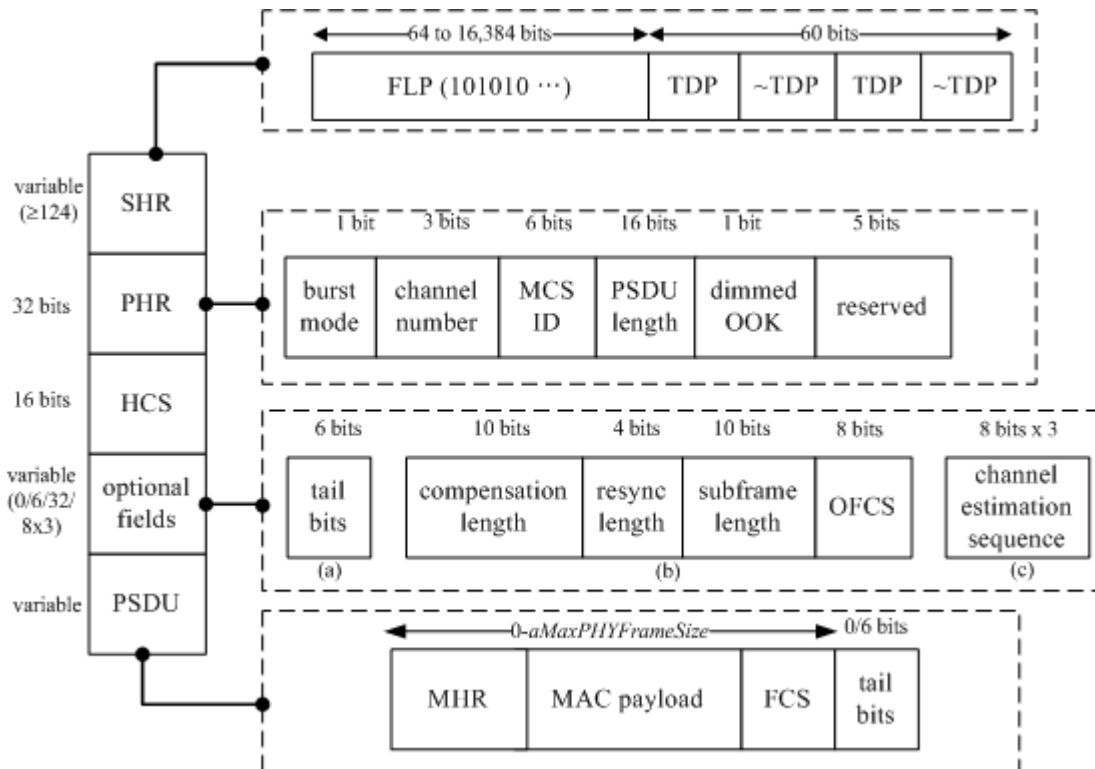 64 to 16,384 bits
60 bits
FLP (101010 ⋯)
TDP
~TDP
TDP
~TDP
variable
(≥124)
SHR
1 bit
3 bits
6 bits
16 bits
1 bit
5 bits
32 bits
PHR
burst
mode
channel
number
MCS
ID
PSDU
length
dimmed
OOK
reserved
16 bits
HCS
6 bits
10 bits
4 bits
10 bits
8 bits
8 bits x 3
variable
(0/6/32/
8x3)
optional
fields
tail
bits
compensation
length
resync
length
subframe
length
OFCS
channel
estimation
sequence
(a)
(b)
(c)
variable
PSDU
0-aMaxPHYFrameSize
0/6 bits
MHR
MAC payload
FCS
tail
bits